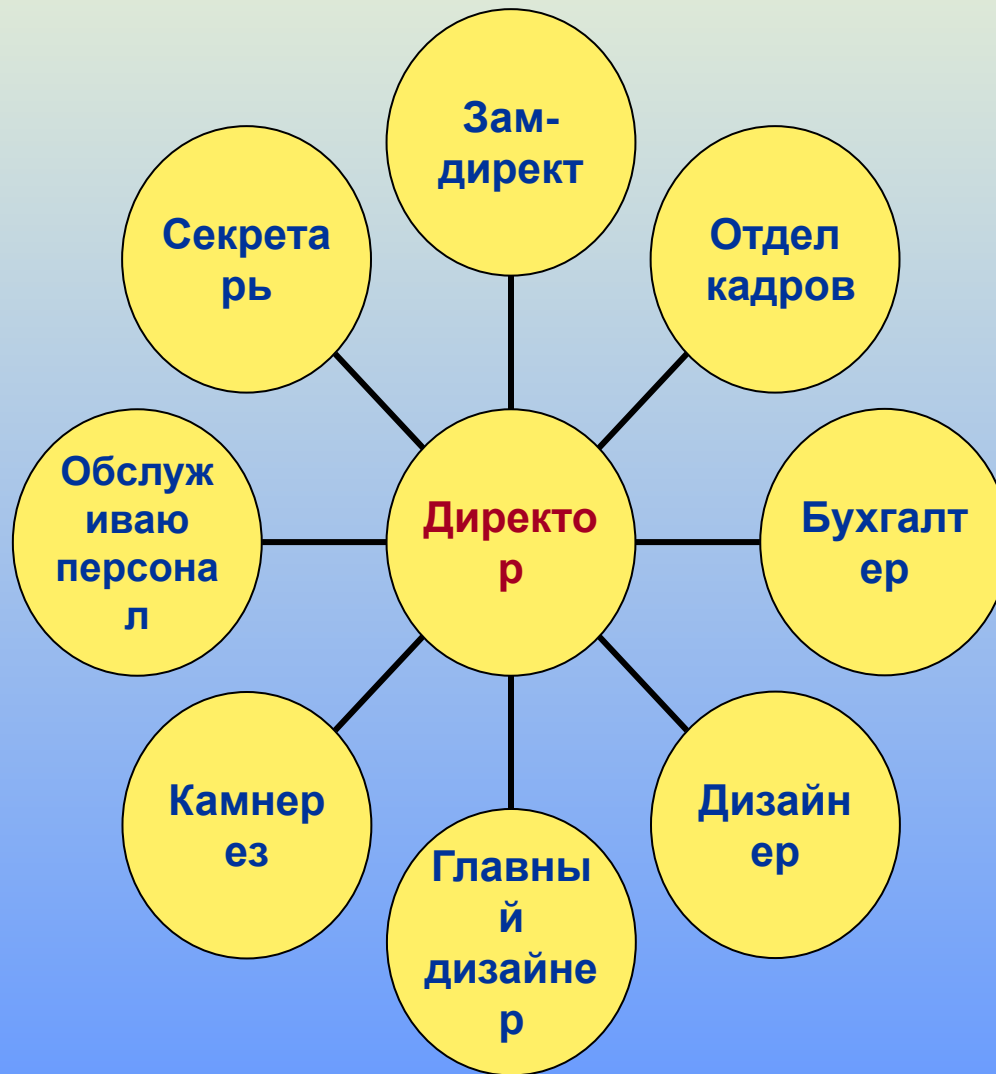 Зам-
директ
Секрета
рь
Отдел
кадров
Обслуж
иваю
персона
л
Директо
р
Бухгалт
ер
Камнер
ез
Дизайн
ер
Главны
й
дизайне
р